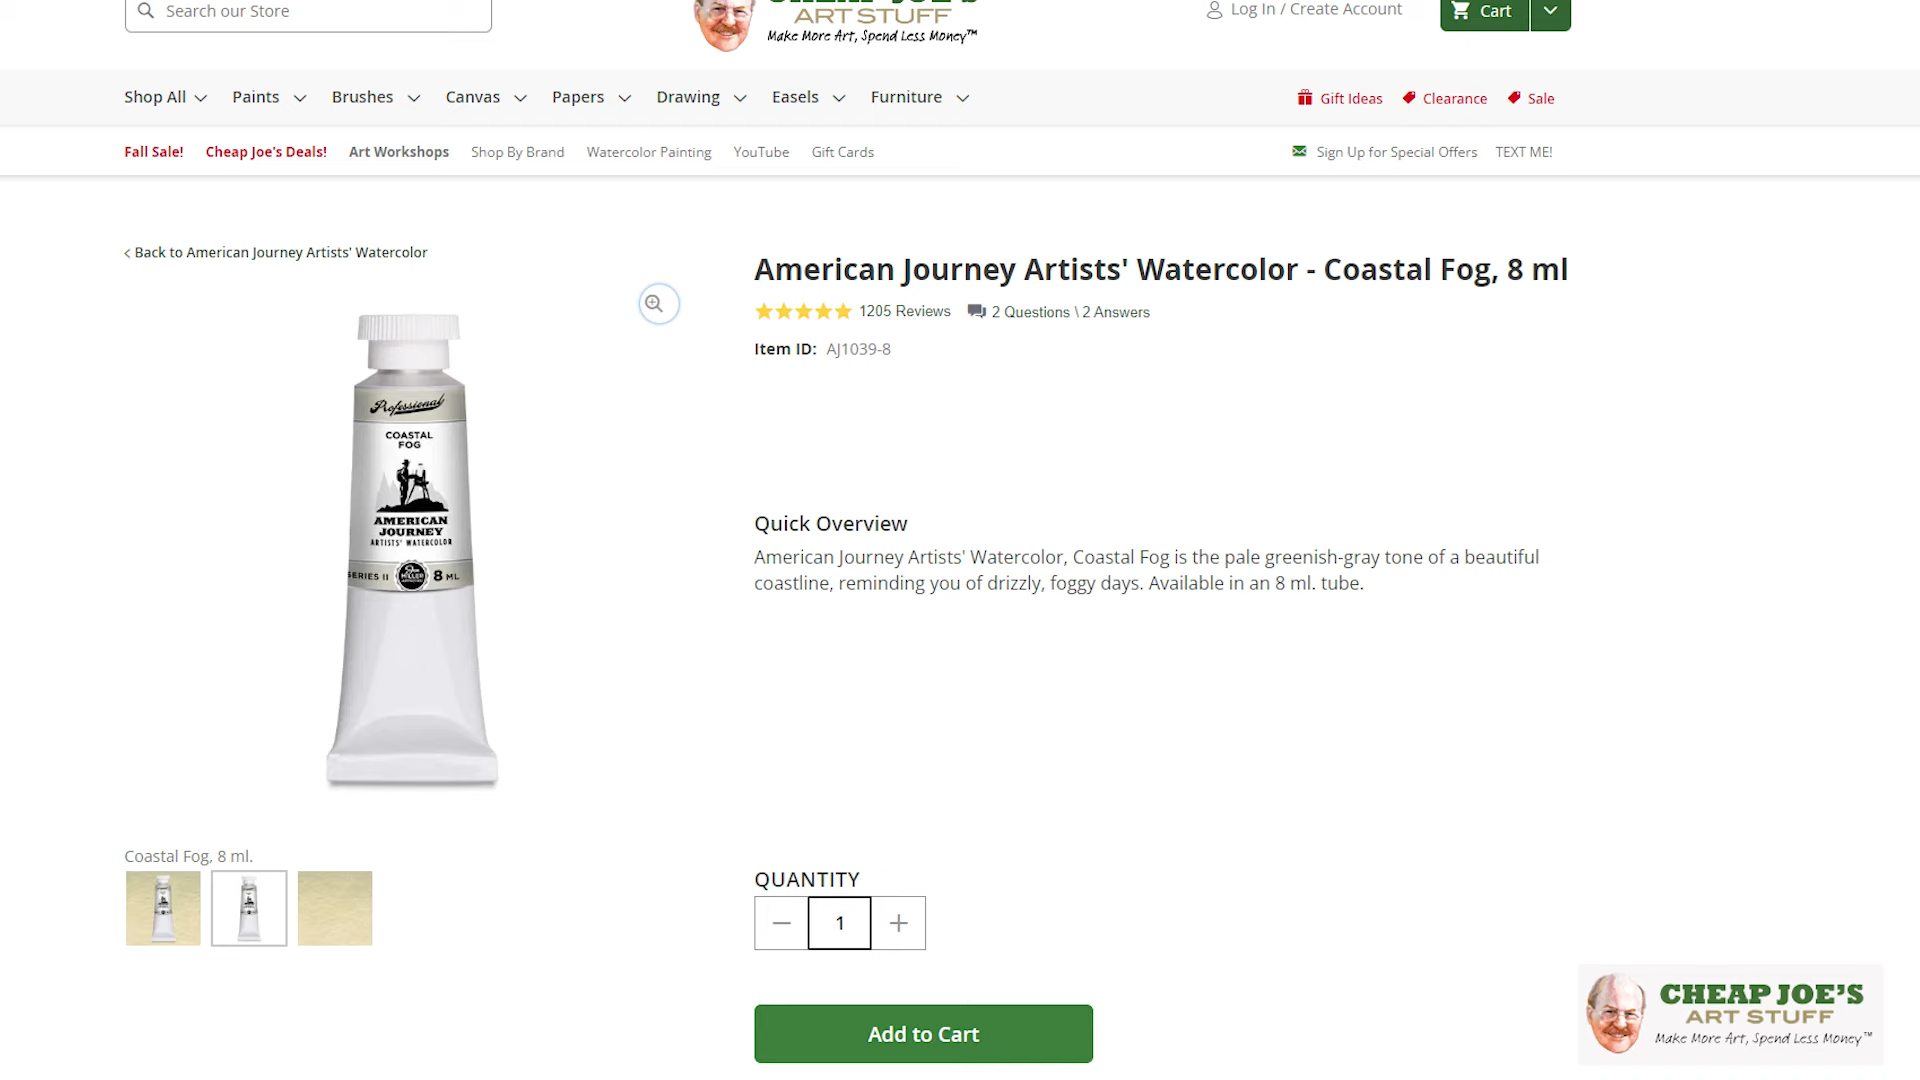 Search our Store
ART STUFF
Make More Art, Spend Less Money™
Log In / Create Account
Cart
Shop All
Paints
Brushes
Canvas
Papers
Drawing
Easels
Furniture
Gift Ideas
Clearance
Sale
Fall Sale!
Cheap Joe's Deals!
Art Workshops
Shop By Brand
Watercolor Painting
YouTube
Gift Cards
Sign Up for Special Offers
TEXT ME!
< Back to American Journey Artists' Watercolor
American Journey Artists' Watercolor - Coastal Fog, 8 ml
1205 Reviews
2 Questions \ 2 Answers
Item ID: AJ1039-8
Professional
COASTAL
FOG
AMERICAN
JOURNEY
ARTISTS' WATERCOLOR
SERIES II
8 ML
Quick Overview
American Journey Artists' Watercolor, Coastal Fog is the pale greenish-gray tone of a beautiful
coastline, reminding you of drizzly, foggy days. Available in an 8 ml. tube.
Coastal Fog, 8 ml.
QUANTITY
1
Add to Cart
CHEAP JOE'S
ART STUFF
Make More Art, Spend Less Money™